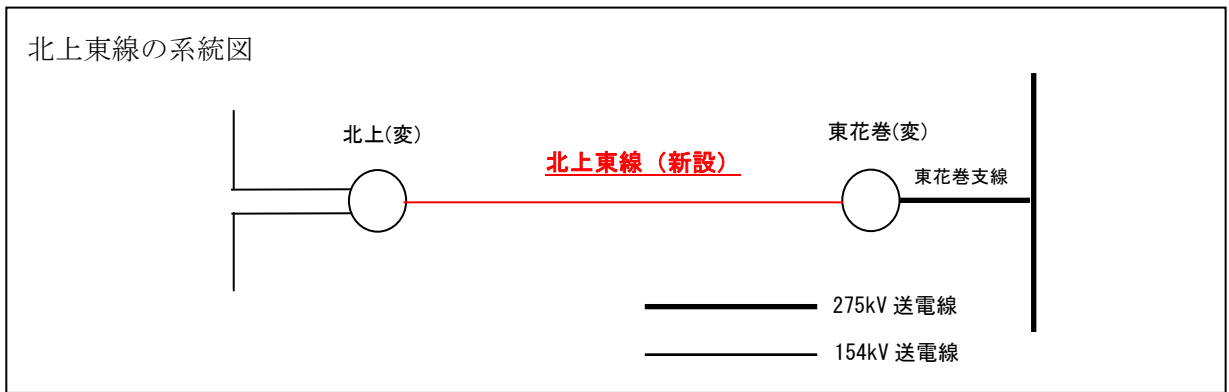 北上東線の系統図
北上(変)
東花巻(変)
北上東線（新設）
東花巻支線
275kV 送電線
154kV 送電線